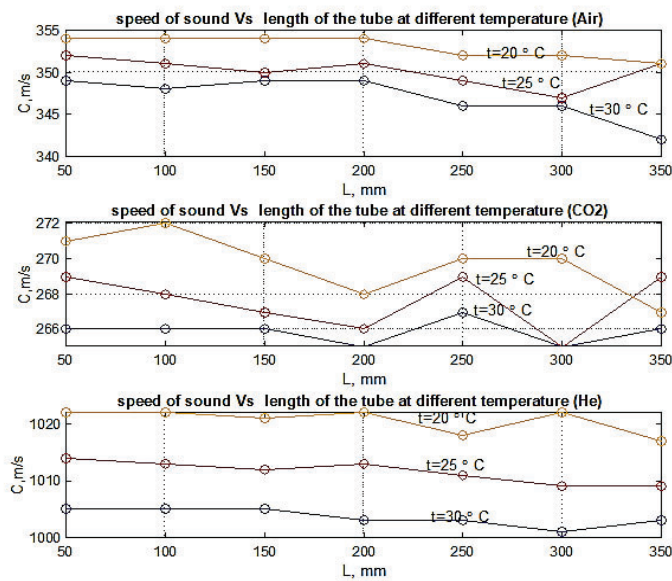 speed of sound Vs length of the tube at different temperature (Air)
355
350
345
340
C,m/s
t=20 ° C
t=25 ° C
t=30 ° C
50 100 150 200 250 300 350
L, mm
speed of sound Vs length of the tube at different temperature (CO2)
272
270
268
266
C,m/s
t=20 ° C
t=25 ° C
t=30 ° C
50 100 150 200 250 300 350
L, mm
speed of sound Vs length of the tube at different temperature (He)
1020
1010
1000
C,m/s
t=20 ° C
t=25 ° C
t=30 ° C
50 100 150 200 250 300 350
L, mm